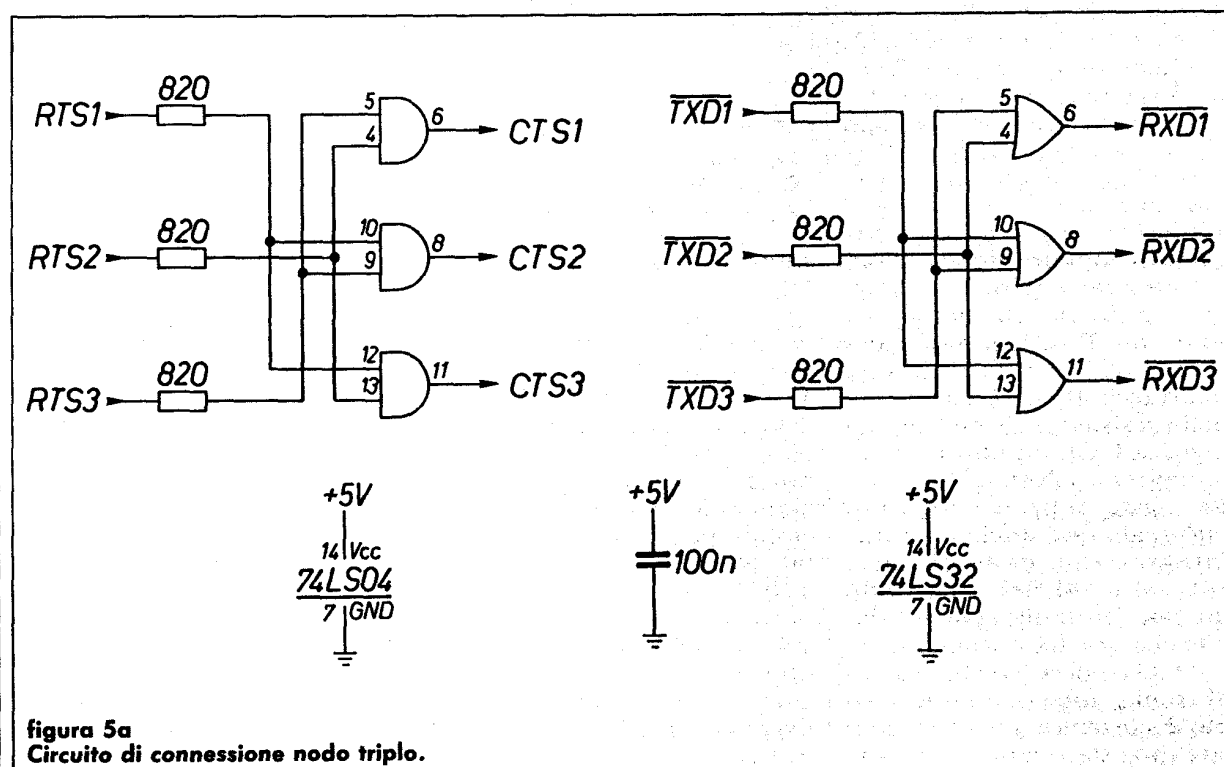 RTS1
820
5
4
6
CTS1
RTS2
820
10
9
8
CTS2
RTS3
820
12
13
11
CTS3
TXD1
820
5
4
6
RXD1
TXD2
820
10
9
8
RXD2
TXD3
820
12
13
11
RXD3
+5V
14 Vcc
74LS04
7 GND
+5V
100n
+5V
14 Vcc
74LS32
7 GND
figura 5a
Circuito di connessione nodo triplo.